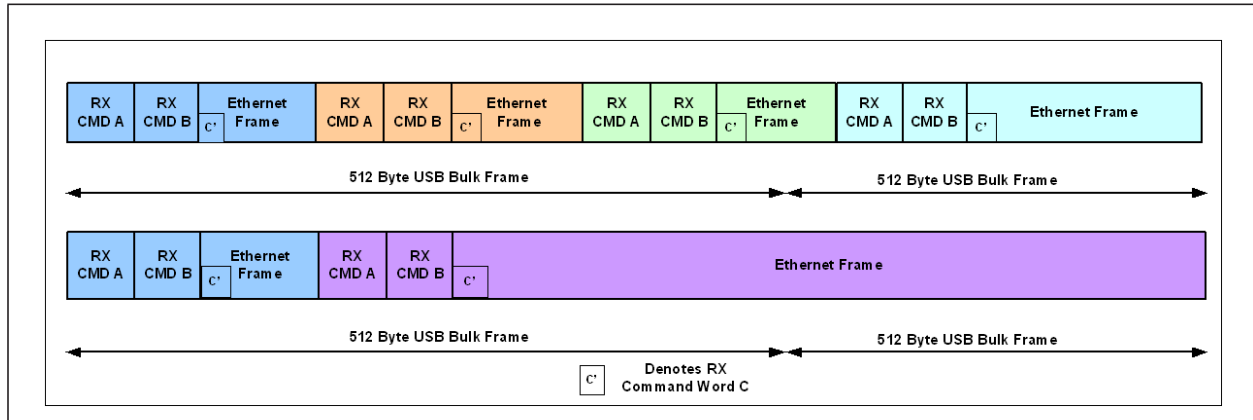 RX CMD A RX CMD B C' Ethernet Frame RX CMD A RX CMD B C' Ethernet Frame RX CMD A RX CMD B C' Ethernet Frame RX CMD A RX CMD B C' Ethernet Frame
512 Byte USB Bulk Frame 512 Byte USB Bulk Frame
RX CMD A RX CMD B C' Ethernet Frame RX CMD A RX CMD B C' Ethernet Frame
512 Byte USB Bulk Frame 512 Byte USB Bulk Frame
C' Denotes RX
Command Word C